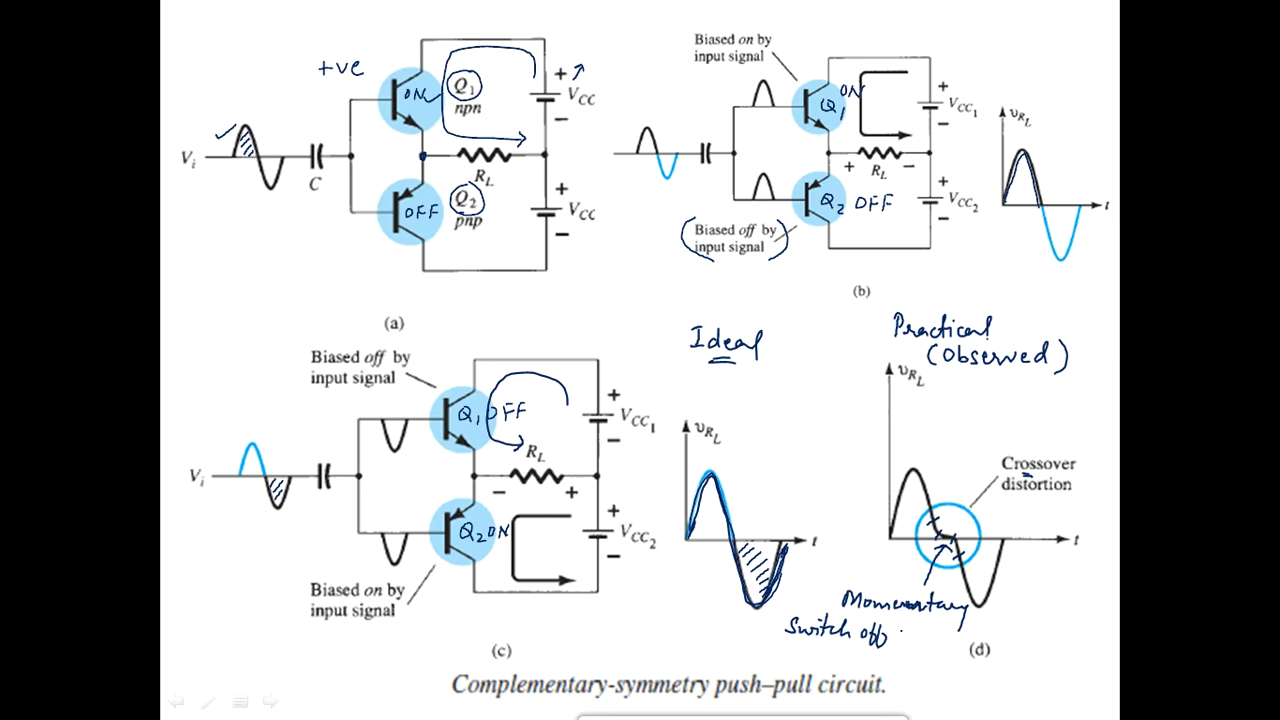 +ve
ON
Q1
npn
+
VCC
−
Vi
C
RL
OFF
Q2
pnp
+
VCC
−
(a)
Biased on by
input signal
ON
Q1
+
VCC1
−
+ RL −
Q2 OFF
+
VCC2
−
Biased off by
input signal
υRL
t
(b)
Biased off by
input signal
Q1 OFF
+
VCC1
−
Vi
RL
− +
Q2 ON
+
VCC2
−
Biased on by
input signal
(c)
Ideal
υRL
t
Practical
(Observed)
υRL
Crossover
distortion
t
Momentary
Switch off
(d)
Complementary-symmetry push–pull circuit.